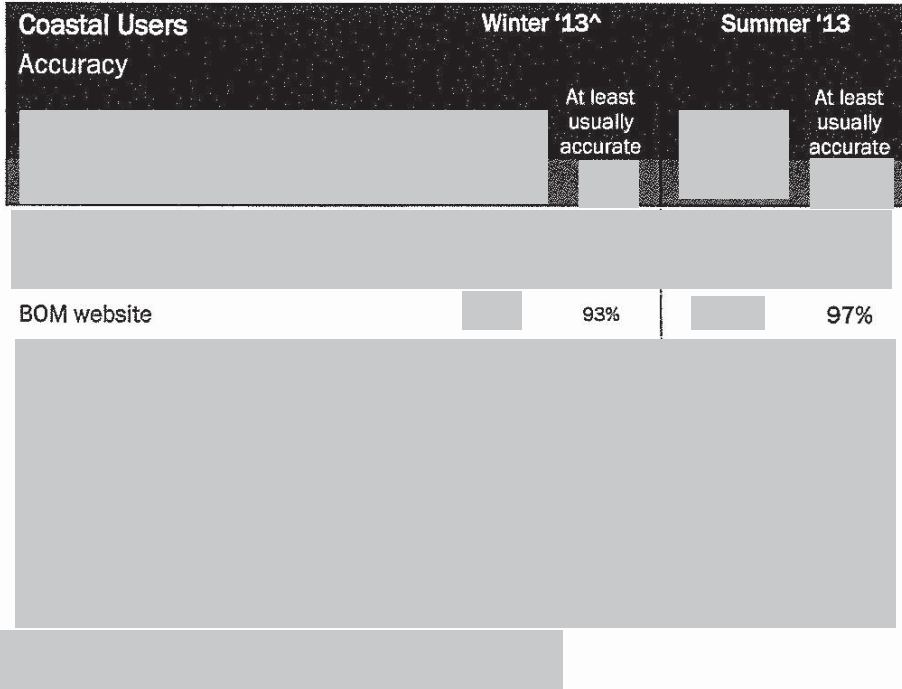 Coastal Users Winter ‘13^ Summer ‘13
Accuracy
At least At least
usually usually
accurate accurate
BOM website 93% 97%